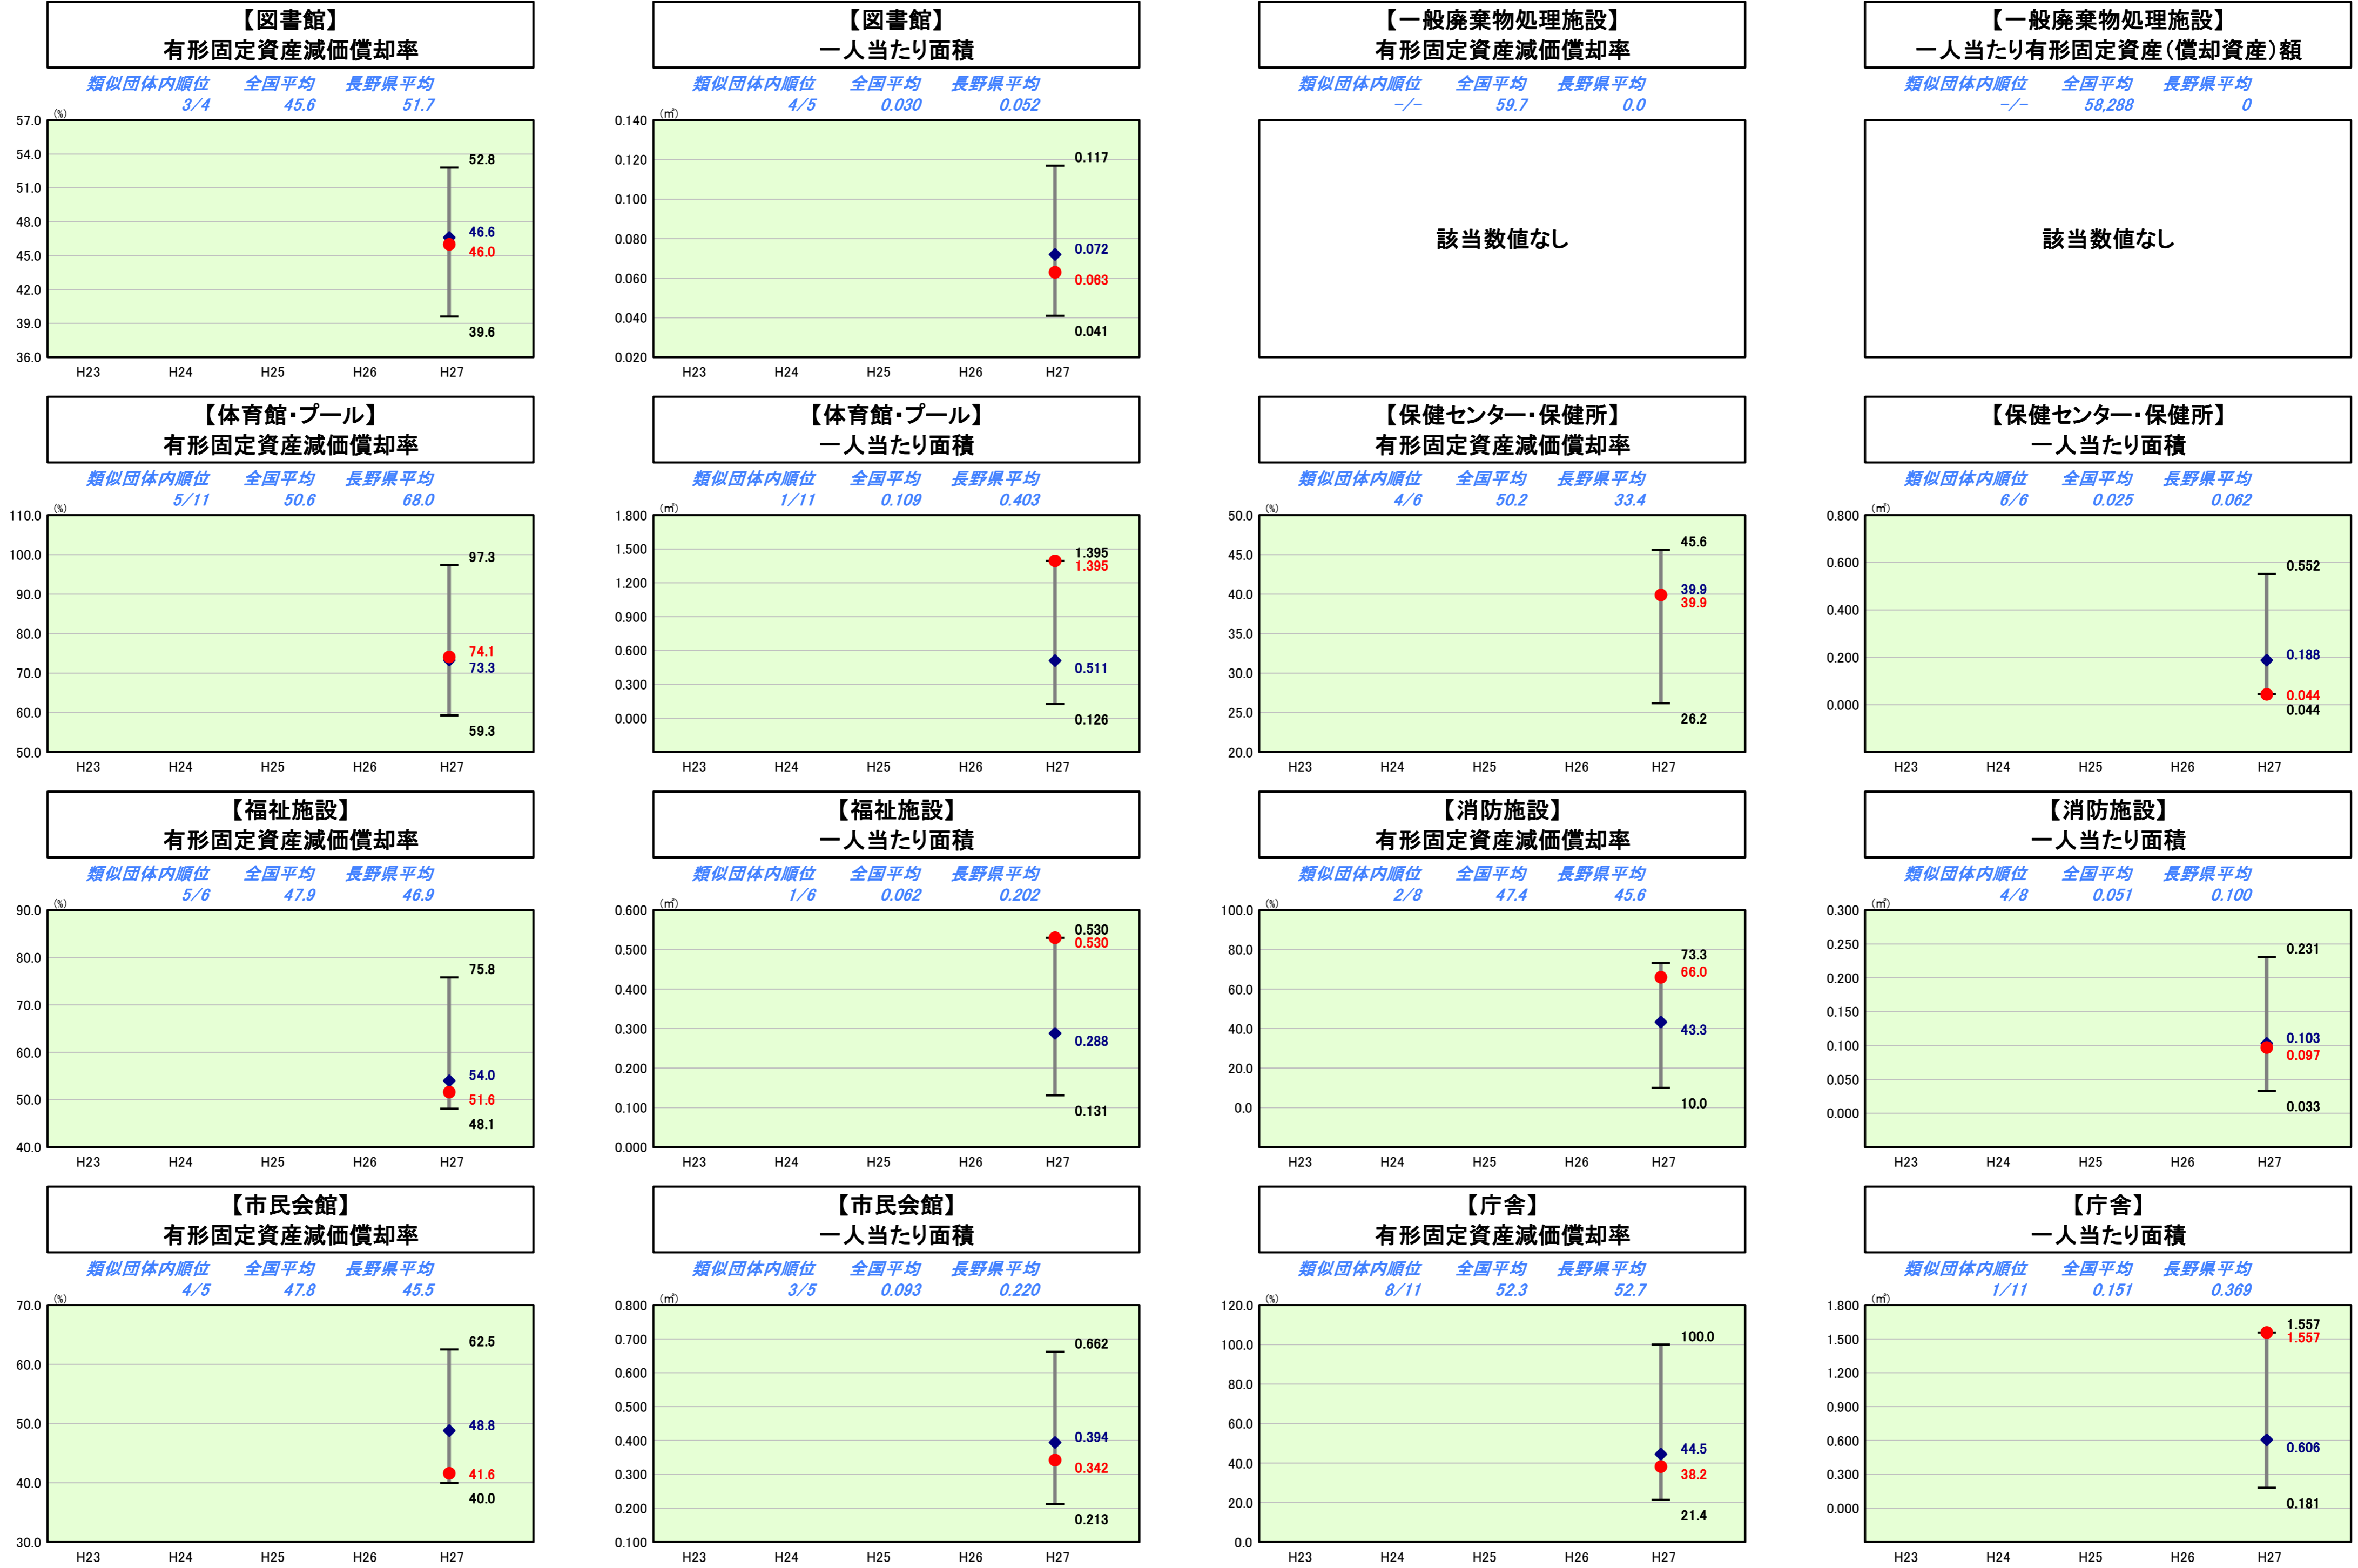 【図書館】
有形固定資産減価償却率
類似団体内順位 全国平均 長野県平均
3/4 45.6 51.7
(%)
57.0
54.0
51.0
48.0
45.0
42.0
39.0
36.0
52.8
46.6
46.0
39.6
H23 H24 H25 H26 H27
【図書館】
一人当たり面積
類似団体内順位 全国平均 長野県平均
4/5 0.030 0.052
(㎡)
0.140
0.120
0.100
0.080
0.060
0.040
0.020
0.117
0.072
0.063
0.041
H23 H24 H25 H26 H27
【一般廃棄物処理施設】
有形固定資産減価償却率
類似団体内順位 全国平均 長野県平均
-/- 59.7 0.0
該当数値なし
【一般廃棄物処理施設】
一人当たり有形固定資産(償却資産)額
類似団体内順位 全国平均 長野県平均
-/- 58,288 0
該当数値なし
【体育館・プール】
有形固定資産減価償却率
類似団体内順位 全国平均 長野県平均
5/11 50.6 68.0
(%)
110.0
100.0
90.0
80.0
70.0
60.0
50.0
97.3
74.1
73.3
59.3
H23 H24 H25 H26 H27
【体育館・プール】
一人当たり面積
類似団体内順位 全国平均 長野県平均
1/11 0.109 0.403
(㎡)
1.800
1.500
1.200
0.900
0.600
0.300
0.000
1.395
1.395
0.511
0.126
H23 H24 H25 H26 H27
【保健センター・保健所】
有形固定資産減価償却率
類似団体内順位 全国平均 長野県平均
4/6 50.2 33.4
(%)
50.0
45.0
40.0
35.0
30.0
25.0
20.0
45.6
39.9
39.9
26.2
H23 H24 H25 H26 H27
【保健センター・保健所】
一人当たり面積
類似団体内順位 全国平均 長野県平均
6/6 0.025 0.062
(㎡)
0.800
0.600
0.400
0.200
0.000
0.552
0.188
0.044
0.044
H23 H24 H25 H26 H27
【福祉施設】
有形固定資産減価償却率
類似団体内順位 全国平均 長野県平均
5/6 47.9 46.9
(%)
90.0
80.0
70.0
60.0
50.0
40.0
75.8
54.0
51.6
48.1
H23 H24 H25 H26 H27
【福祉施設】
一人当たり面積
類似団体内順位 全国平均 長野県平均
1/6 0.062 0.202
(㎡)
0.600
0.500
0.400
0.300
0.200
0.100
0.000
0.530
0.530
0.288
0.131
H23 H24 H25 H26 H27
【消防施設】
有形固定資産減価償却率
類似団体内順位 全国平均 長野県平均
2/8 47.4 45.6
(%)
100.0
80.0
60.0
40.0
20.0
0.0
73.3
66.0
43.3
10.0
H23 H24 H25 H26 H27
【消防施設】
一人当たり面積
類似団体内順位 全国平均 長野県平均
4/8 0.051 0.100
(㎡)
0.300
0.250
0.200
0.150
0.100
0.050
0.000
0.231
0.103
0.097
0.033
H23 H24 H25 H26 H27
【市民会館】
有形固定資産減価償却率
類似団体内順位 全国平均 長野県平均
4/5 47.8 45.5
(%)
70.0
60.0
50.0
40.0
30.0
62.5
48.8
41.6
40.0
H23 H24 H25 H26 H27
【市民会館】
一人当たり面積
類似団体内順位 全国平均 長野県平均
3/5 0.093 0.220
(㎡)
0.800
0.700
0.600
0.500
0.400
0.300
0.200
0.100
0.662
0.394
0.342
0.213
H23 H24 H25 H26 H27
【庁舎】
有形固定資産減価償却率
類似団体内順位 全国平均 長野県平均
8/11 52.3 52.7
(%)
120.0
100.0
80.0
60.0
40.0
20.0
0.0
100.0
44.5
38.2
21.4
H23 H24 H25 H26 H27
【庁舎】
一人当たり面積
類似団体内順位 全国平均 長野県平均
1/11 0.151 0.369
(㎡)
1.800
1.500
1.200
0.900
0.600
0.300
0.000
1.557
1.557
0.606
0.181
H23 H24 H25 H26 H27